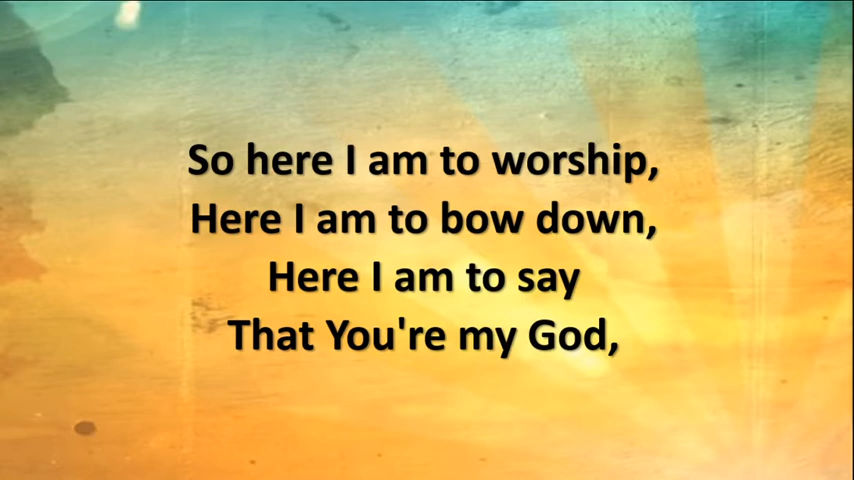 So here I am to worship,
Here I am to bow down,
Here I am to say
That You're my God,